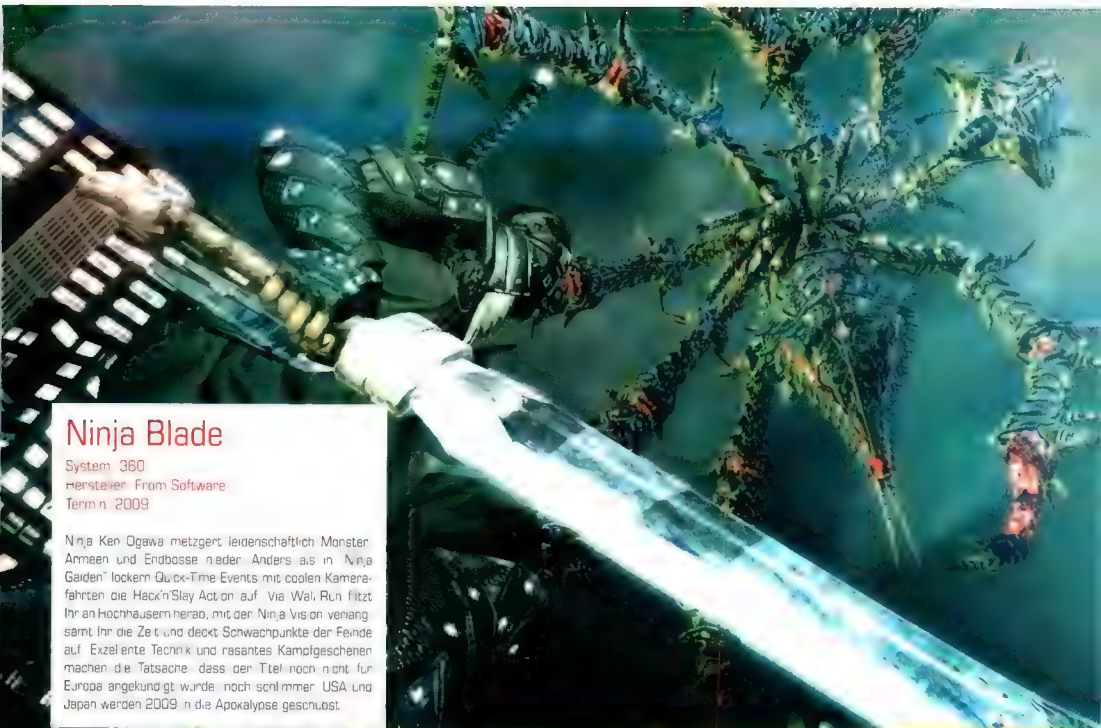 Ninja Blade
System 360
Hersteller From Software
Termin 2009
Ninja Ken Ogawa metzgert leidenschaftlich Monster
Armeen und Endbosse nieder Anders als in "Ninja
Gaiden" lockern Quick-Time Events mit coolen Kamera-
fahrten die Hack'n'Slay Action auf Via Wall Run flitzt
Ihr an Hochhäusern herab, mit der Ninja Vision verlang
samt Ihr die Zeit und deckt Schwachpunkte der Feinde
auf Exzellente Technik und rasantes Kampfgeschehen
machen die Tatsache dass der Titel noch nicht für
Europa angekündigt wurde noch schlimmer USA und
Japan werden 2009 in die Apokalypse geschubst